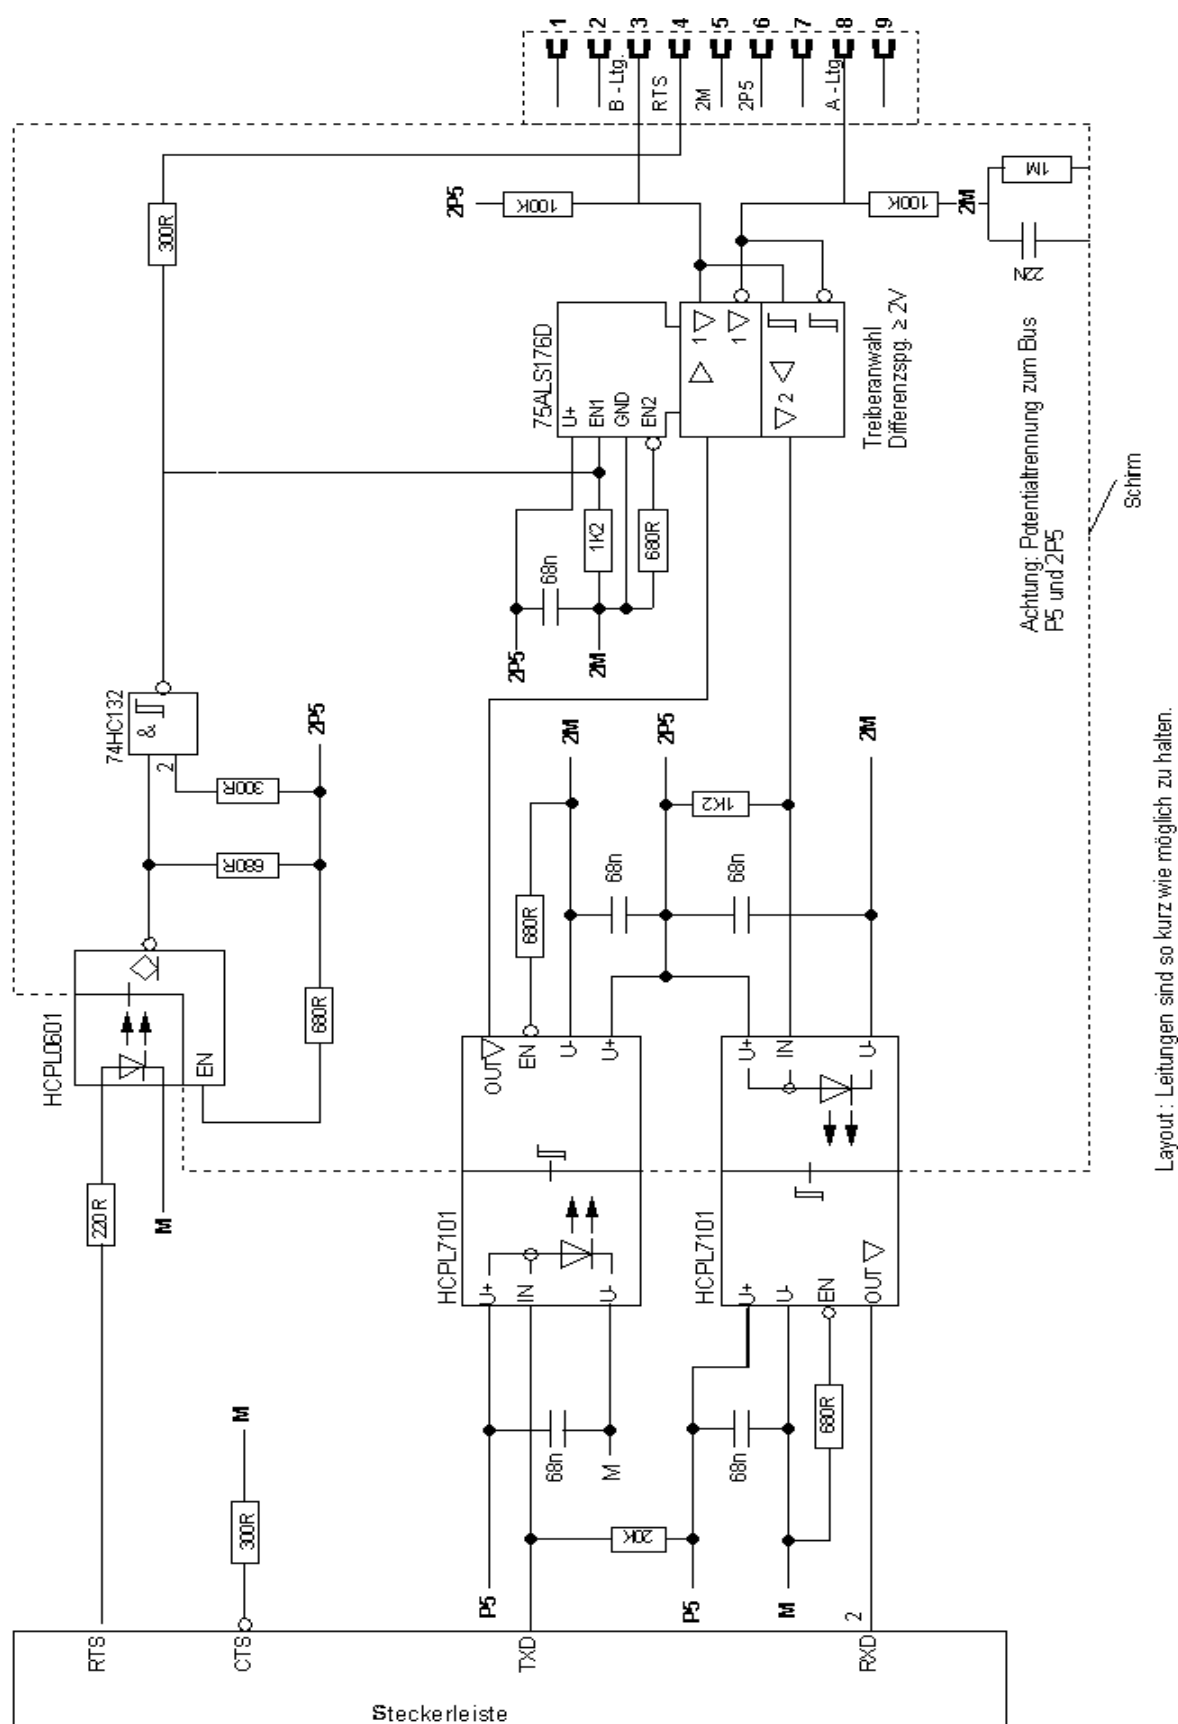 1
2
3
4
5
6
7
8
9
B - Ltg.
RTS
2M
2P5
A - Ltg.
300R
2P5
100K
100K
2M
1M
22N
75ALS176D
U+
EN1
GND
EN2
1
1
2
Treiberanwahl
Differenzspg. ≥ 2V
1K2
680R
68n
2P5
2M
Achtung: Potentialtrennung zum Bus
P5 und 2P5
Schirm
74HC132
&
2
300R
2P5
680R
680R
HCPL0601
EN
2M
2P5
2M
1K2
680R
68n
68n
OUT
EN
U-
U+
U+
IN
U-
HCPL7101
U+
IN
U-
HCPL7101
U+
U-
EN
OUT
220R
M
M
300R
68n
M
68n
680R
20K
P5
P5
M
2
RTS
CTS
TXD
RXD
Steckerleiste
Layout : Leitungen sind so kurz wie möglich zu halten.